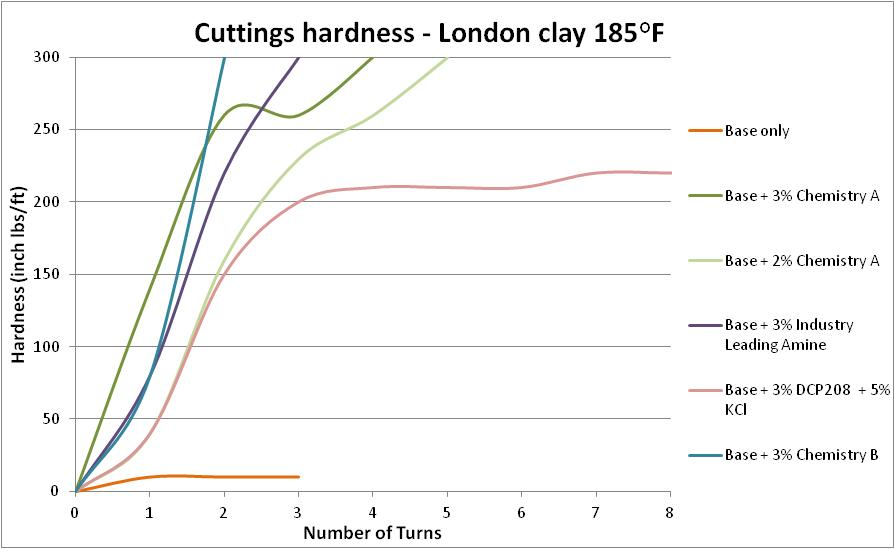 Cuttings hardness - London clay 185°F
300
250
200
150
100
50
0
Hardness (inch lbs/ft)
0 1 2 3 4 5 6 7 8
Number of Turns
Base only
Base + 3% Chemistry A
Base + 2% Chemistry A
Base + 3% Industry
Leading Amine
Base + 3% DCP208 + 5%
KCl
Base + 3% Chemistry B